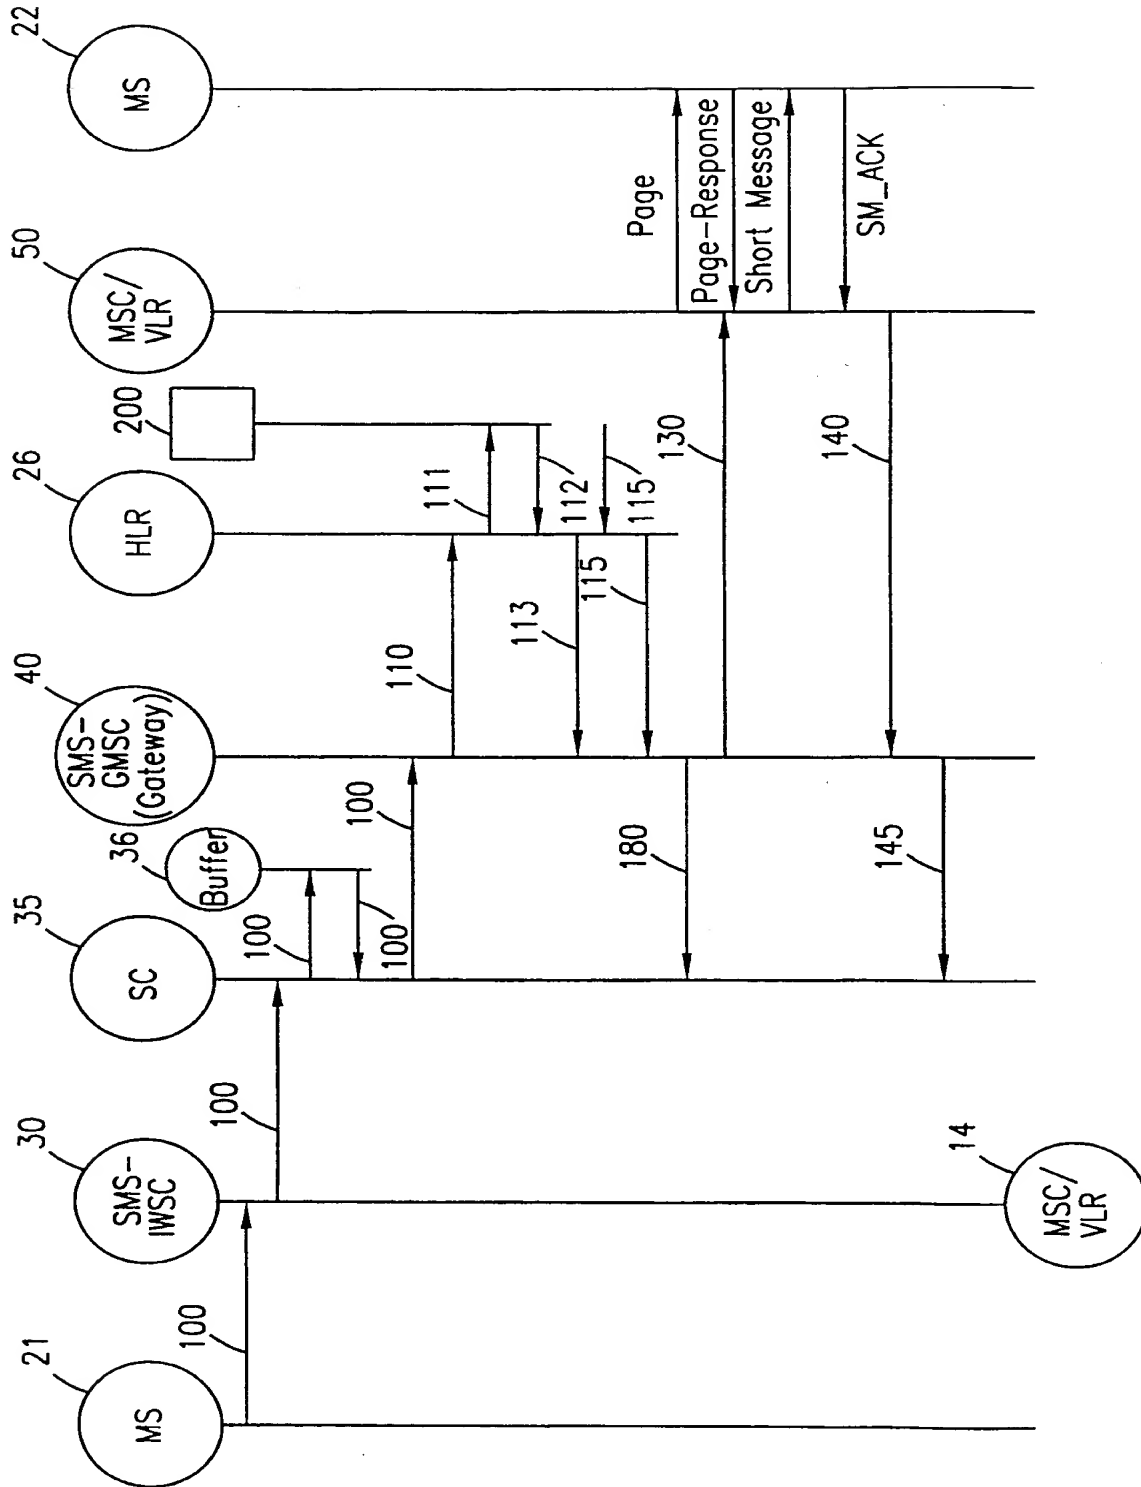 21
MS
30
SMS-
IWSC
35
SC
36
Buffer
40
SMS-
GMSC
(Gateway)
26
HLR
200
50
MSC/
VLR
22
MS
100
100
100
100
100
110
111
112
113
115
115
180
130
Page
Page-Response
Short Message
SM_ACK
140
145
14
MSC/
VLR